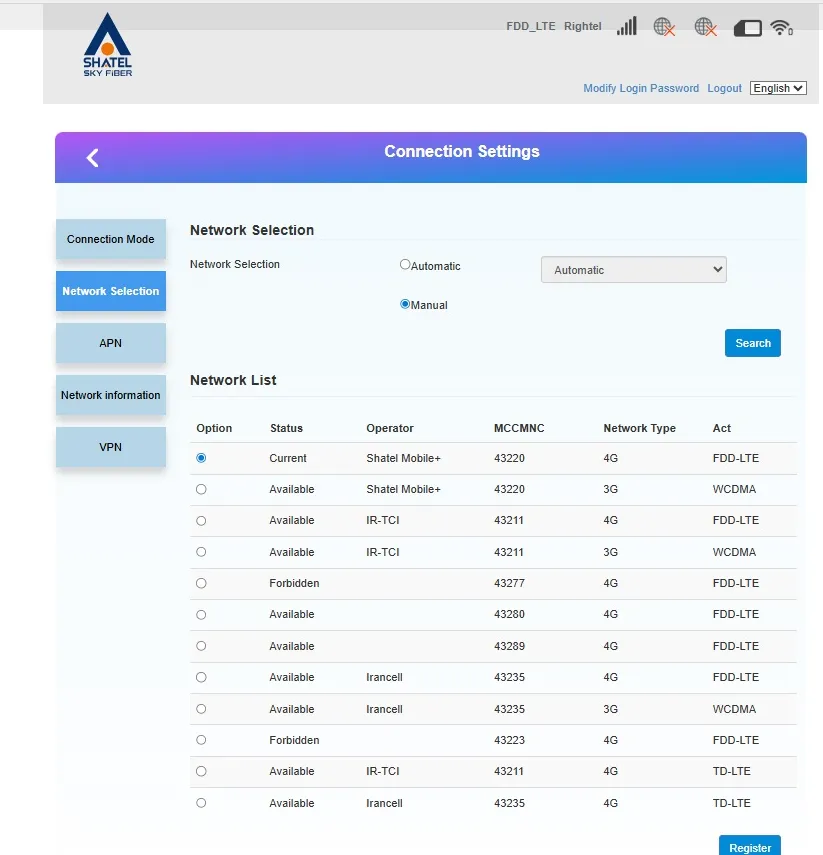 FDD_LTE Rightel
SHATEL
SKY FiBER
Modify Login Password Logout English
Connection Settings
Connection Mode
Network Selection
APN
Network information
VPN
Network Selection
Network Selection Automatic Automatic
Manual
Search
Network List
Option Status Operator MCCMNC Network Type Act
Current Shatel Mobile+ 43220 4G FDD-LTE
Available Shatel Mobile+ 43220 3G WCDMA
Available IR-TCI 43211 4G FDD-LTE
Available IR-TCI 43211 3G WCDMA
Forbidden 43277 4G FDD-LTE
Available 43280 4G FDD-LTE
Available 43289 4G FDD-LTE
Available Irancell 43235 4G FDD-LTE
Available Irancell 43235 3G WCDMA
Forbidden 43223 4G FDD-LTE
Available IR-TCI 43211 4G TD-LTE
Available Irancell 43235 4G TD-LTE
Register